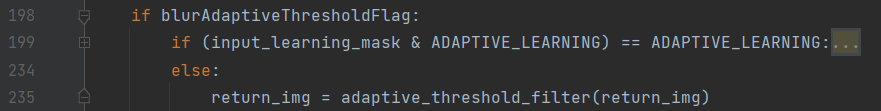 198 if blurAdaptiveThresholdFlag:
199 if (input_learning_mask & ADAPTIVE_LEARNING) == ADAPTIVE_LEARNING:...
234 else:
235 return_img = adaptive_threshold_filter(return_img)